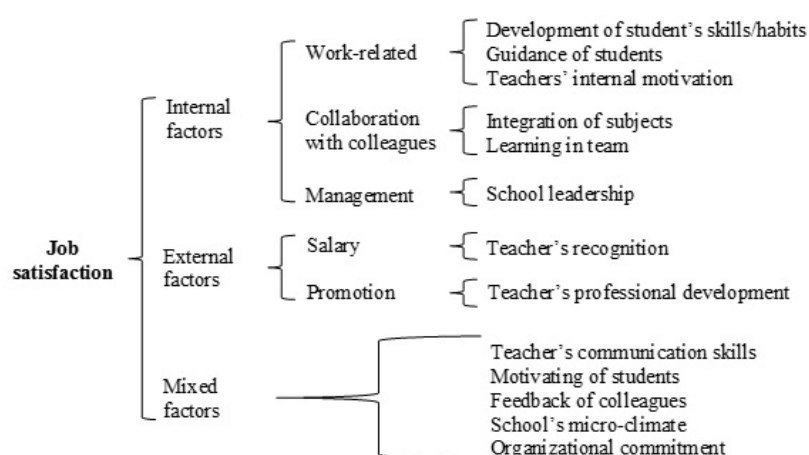 Job
satisfaction
Internal
factors
Work-related
Development of student's skills/habits
Guidance of students
Teachers' internal motivation
Collaboration
with colleagues
Integration of subjects
Learning in team
Management
School leadership
External
factors
Salary
Teacher's recognition
Promotion
Teacher's professional development
Mixed
factors
Teacher's communication skills
Motivating of students
Feedback of colleagues
School's micro-climate
Organizational commitment